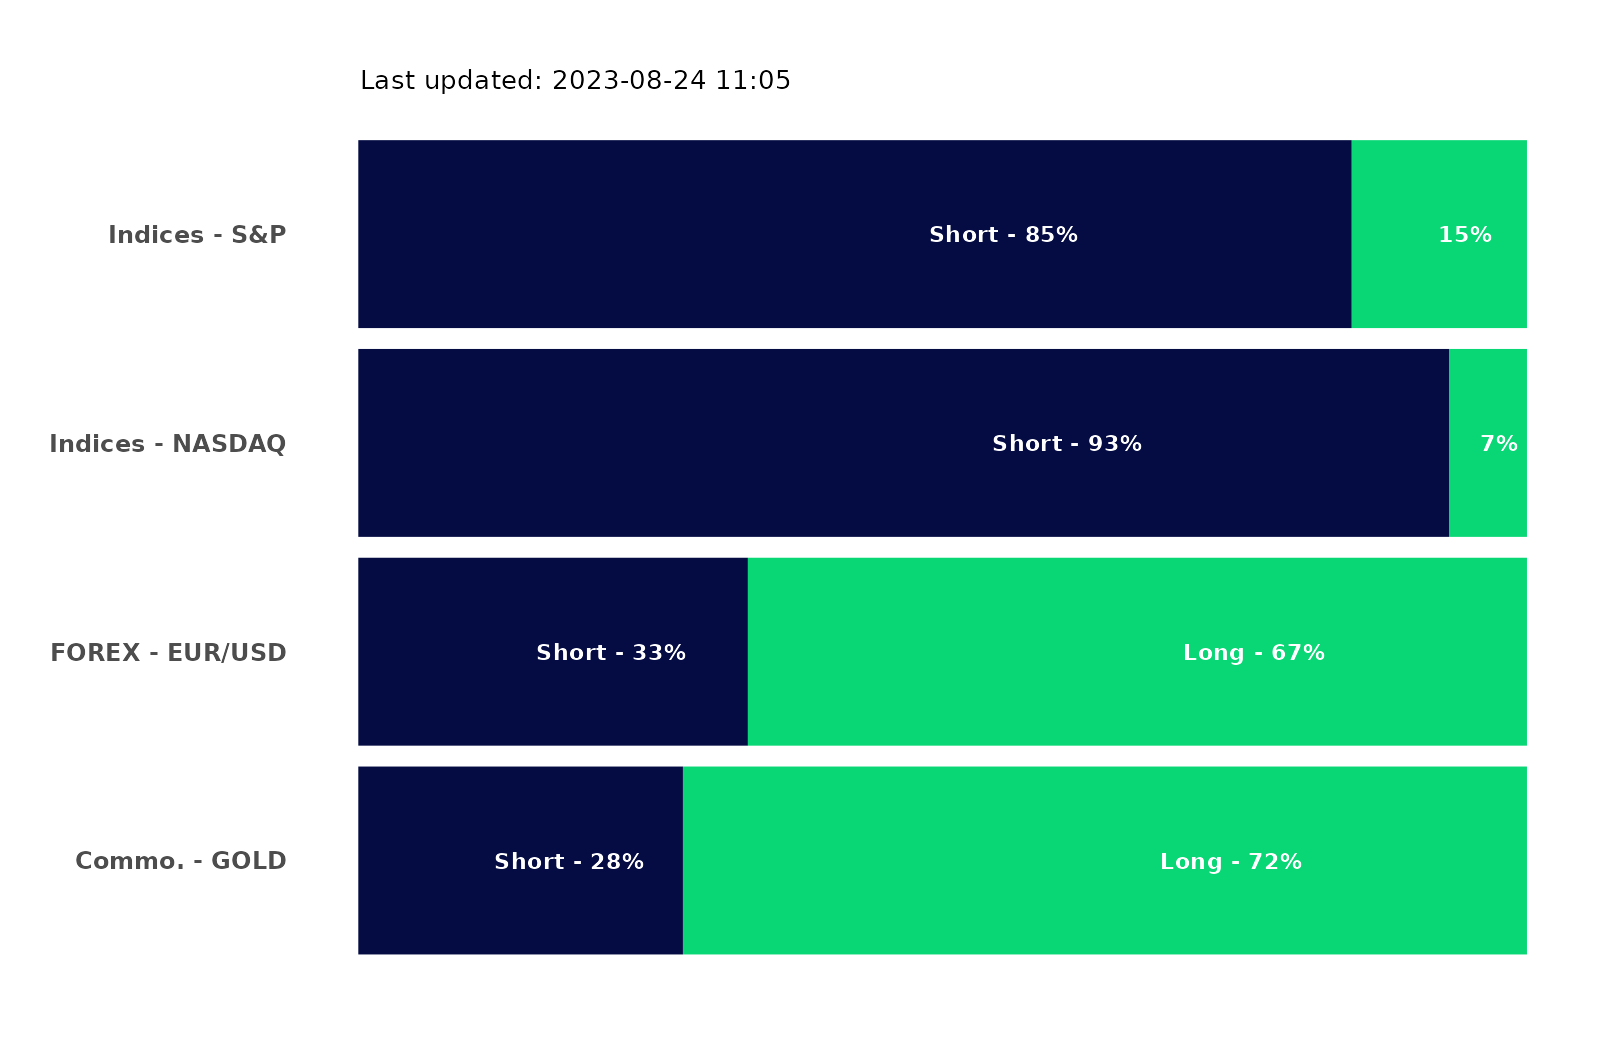 Last updated: 2023-08-24 11:05
Indices - S&P Short - 85% 15%
Indices - NASDAQ Short - 93% 7%
FOREX - EUR/USD Short - 33% Long - 67%
Commo. - GOLD Short - 28% Long - 72%